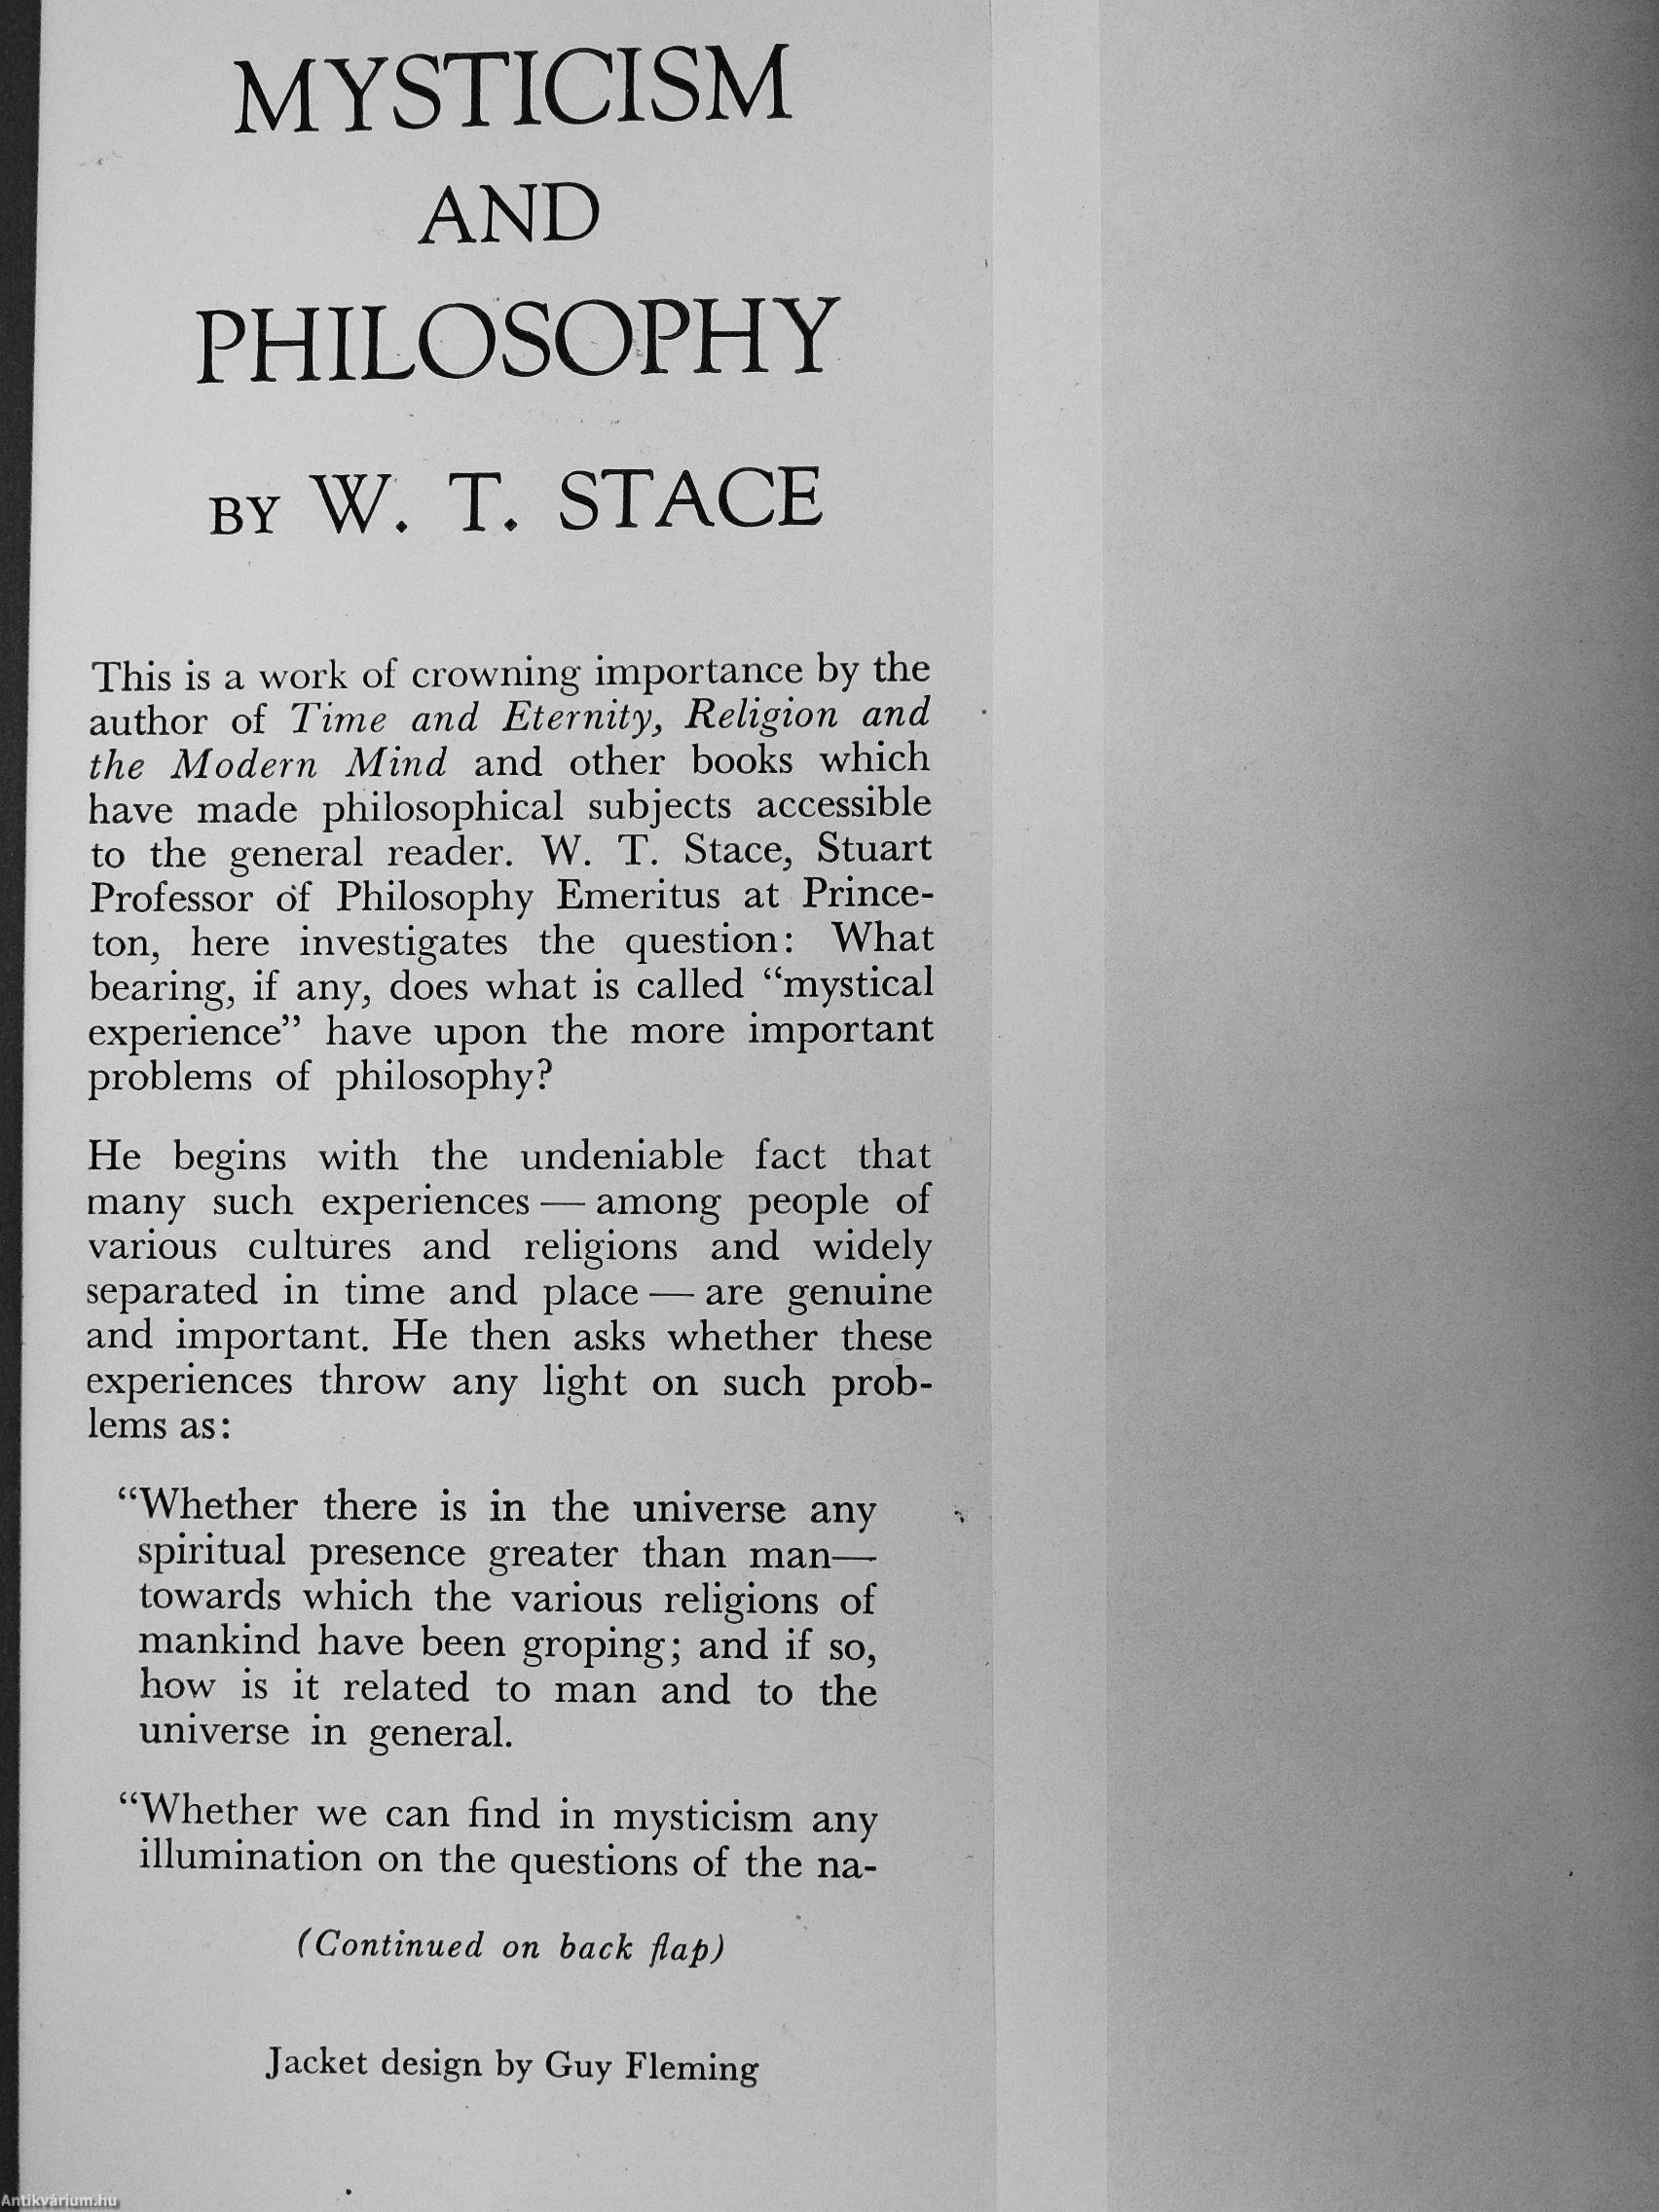 MYSTICISM
AND
PHILOSOPHY
BY W. T. STACE
This is a work of crowning importance by the
author of Time and Eternity, Religion and
the Modern Mind and other books which
have made philosophical subjects accessible
to the general reader. W. T. Stace, Stuart
Professor of Philosophy Emeritus at Prince-
ton, here investigates the question: What
bearing, if any, does what is called “mystical
experience” have upon the more important
problems of philosophy?
He begins with the undeniable fact that
many such experiences — among people of
various cultures and religions and widely
separated in time and place — are genuine
and important. He then asks whether these
experiences throw any light on such prob-
lems as:
“Whether there is in the universe any
spiritual presence greater than man—
towards which the various religions of
mankind have been groping; and if so,
how is it related to man and to the
universe in general.
“Whether we can find in mysticism any
illumination on the questions of the na-
(Continued on back flap)
Jacket design by Guy Fleming
Antikvárium.hu